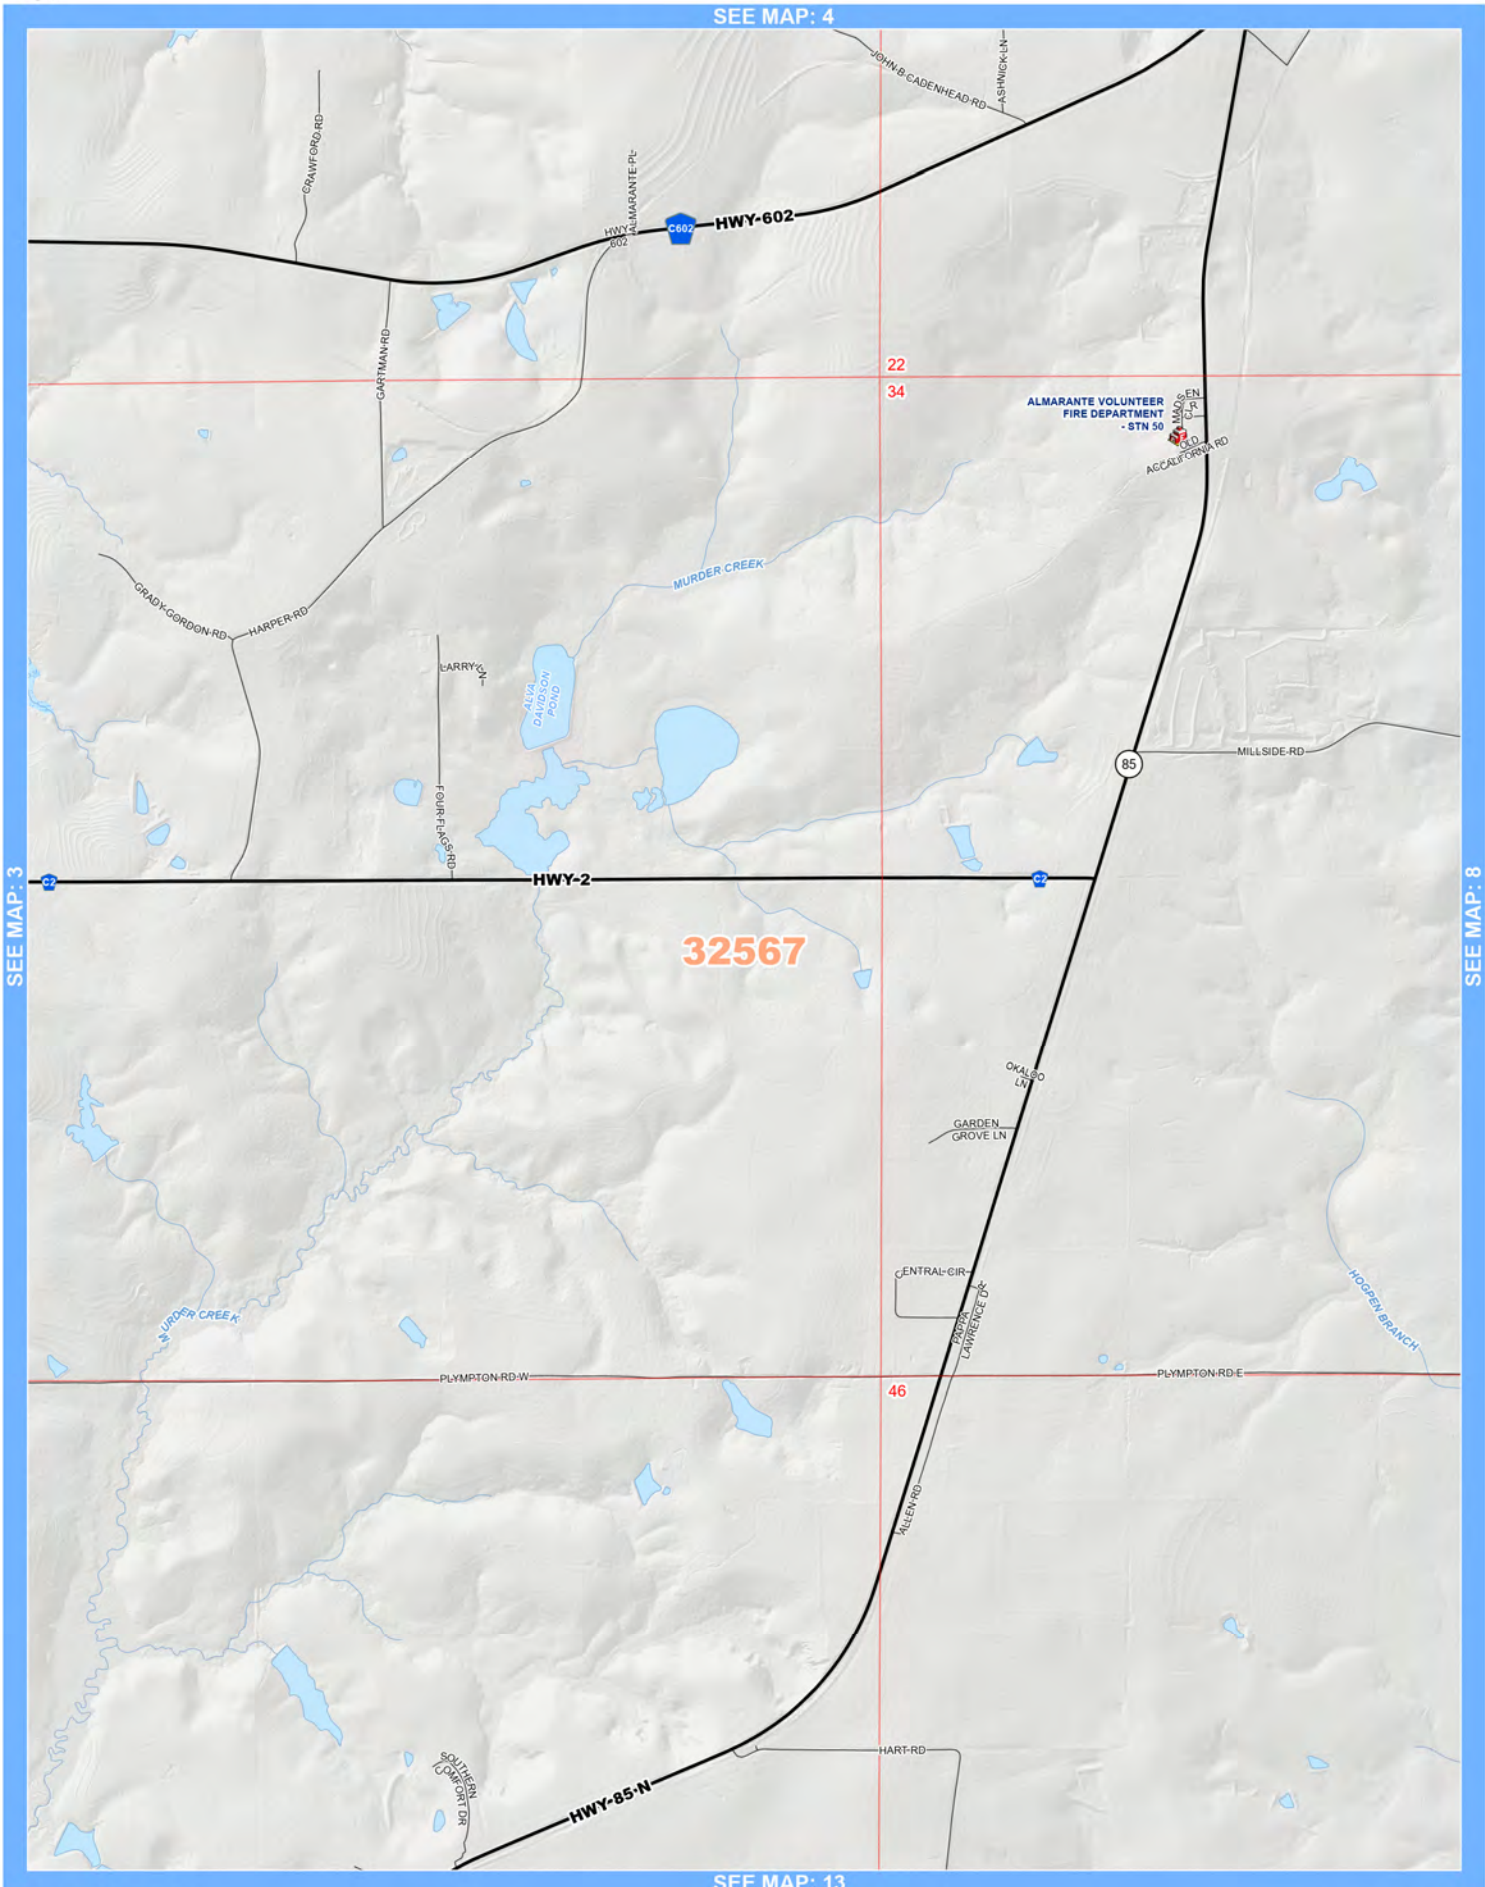 SEE MAP: 4
JOHN B CADENHEAD RD
ASHNICK LN
CRAWFORD RD
ALMARANTE PL
HWY
602
C602
HWY-602
GARTMAN RD
22
34
ALMARANTE VOLUNTEER
FIRE DEPARTMENT
- STN 50
MADS
EN
CIR
OLD
ACCALIFORNIA RD
MURDER CREEK
GRADY GORDON RD
HARPER RD
LARRY LN
ALVA
DAVIDSON
POND
85
MILLSIDE RD
FOUR FLAGS RD
SEE MAP: 3
C2
HWY-2
C2
SEE MAP: 8
32567
OKALOO
LN
GARDEN
GROVE LN
CENTRAL CIR
PAPPA
LAWRENCE DR
HOGPEN BRANCH
MURDER CREEK
PLYMPTON RD W
PLYMPTON RD E
46
ALLEN RD
HART RD
SOUTHERN
COMFORT DR
HWY-85 N
SEE MAP: 13